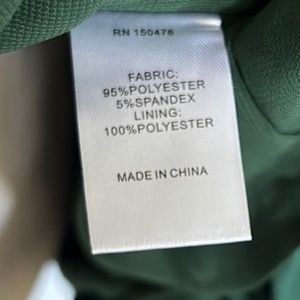 RN 150476
FABRIC:
95%POLYESTER
5%SPANDEX
LINING:
100%POLYESTER
MADE IN CHINA